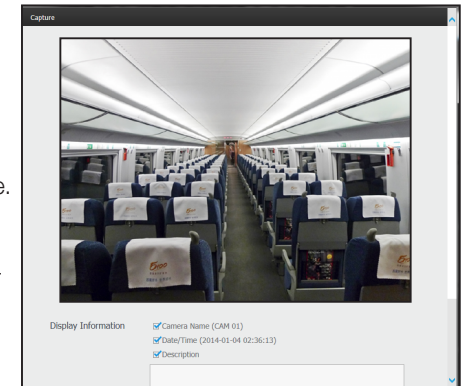 Capture
e.
Display Information
Camera Name (CAM 01)
Date/Time (2014-01-04 02:36:13)
Description